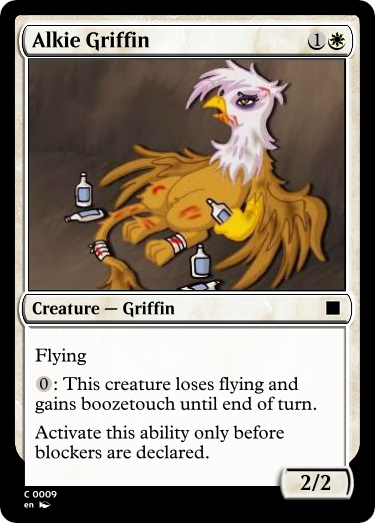 Alkie Griffin 1
Creature — Griffin
Flying
0: This creature loses flying and
gains boozetouch until end of turn.
Activate this ability only before
blockers are declared.
2/2
C 0009
en